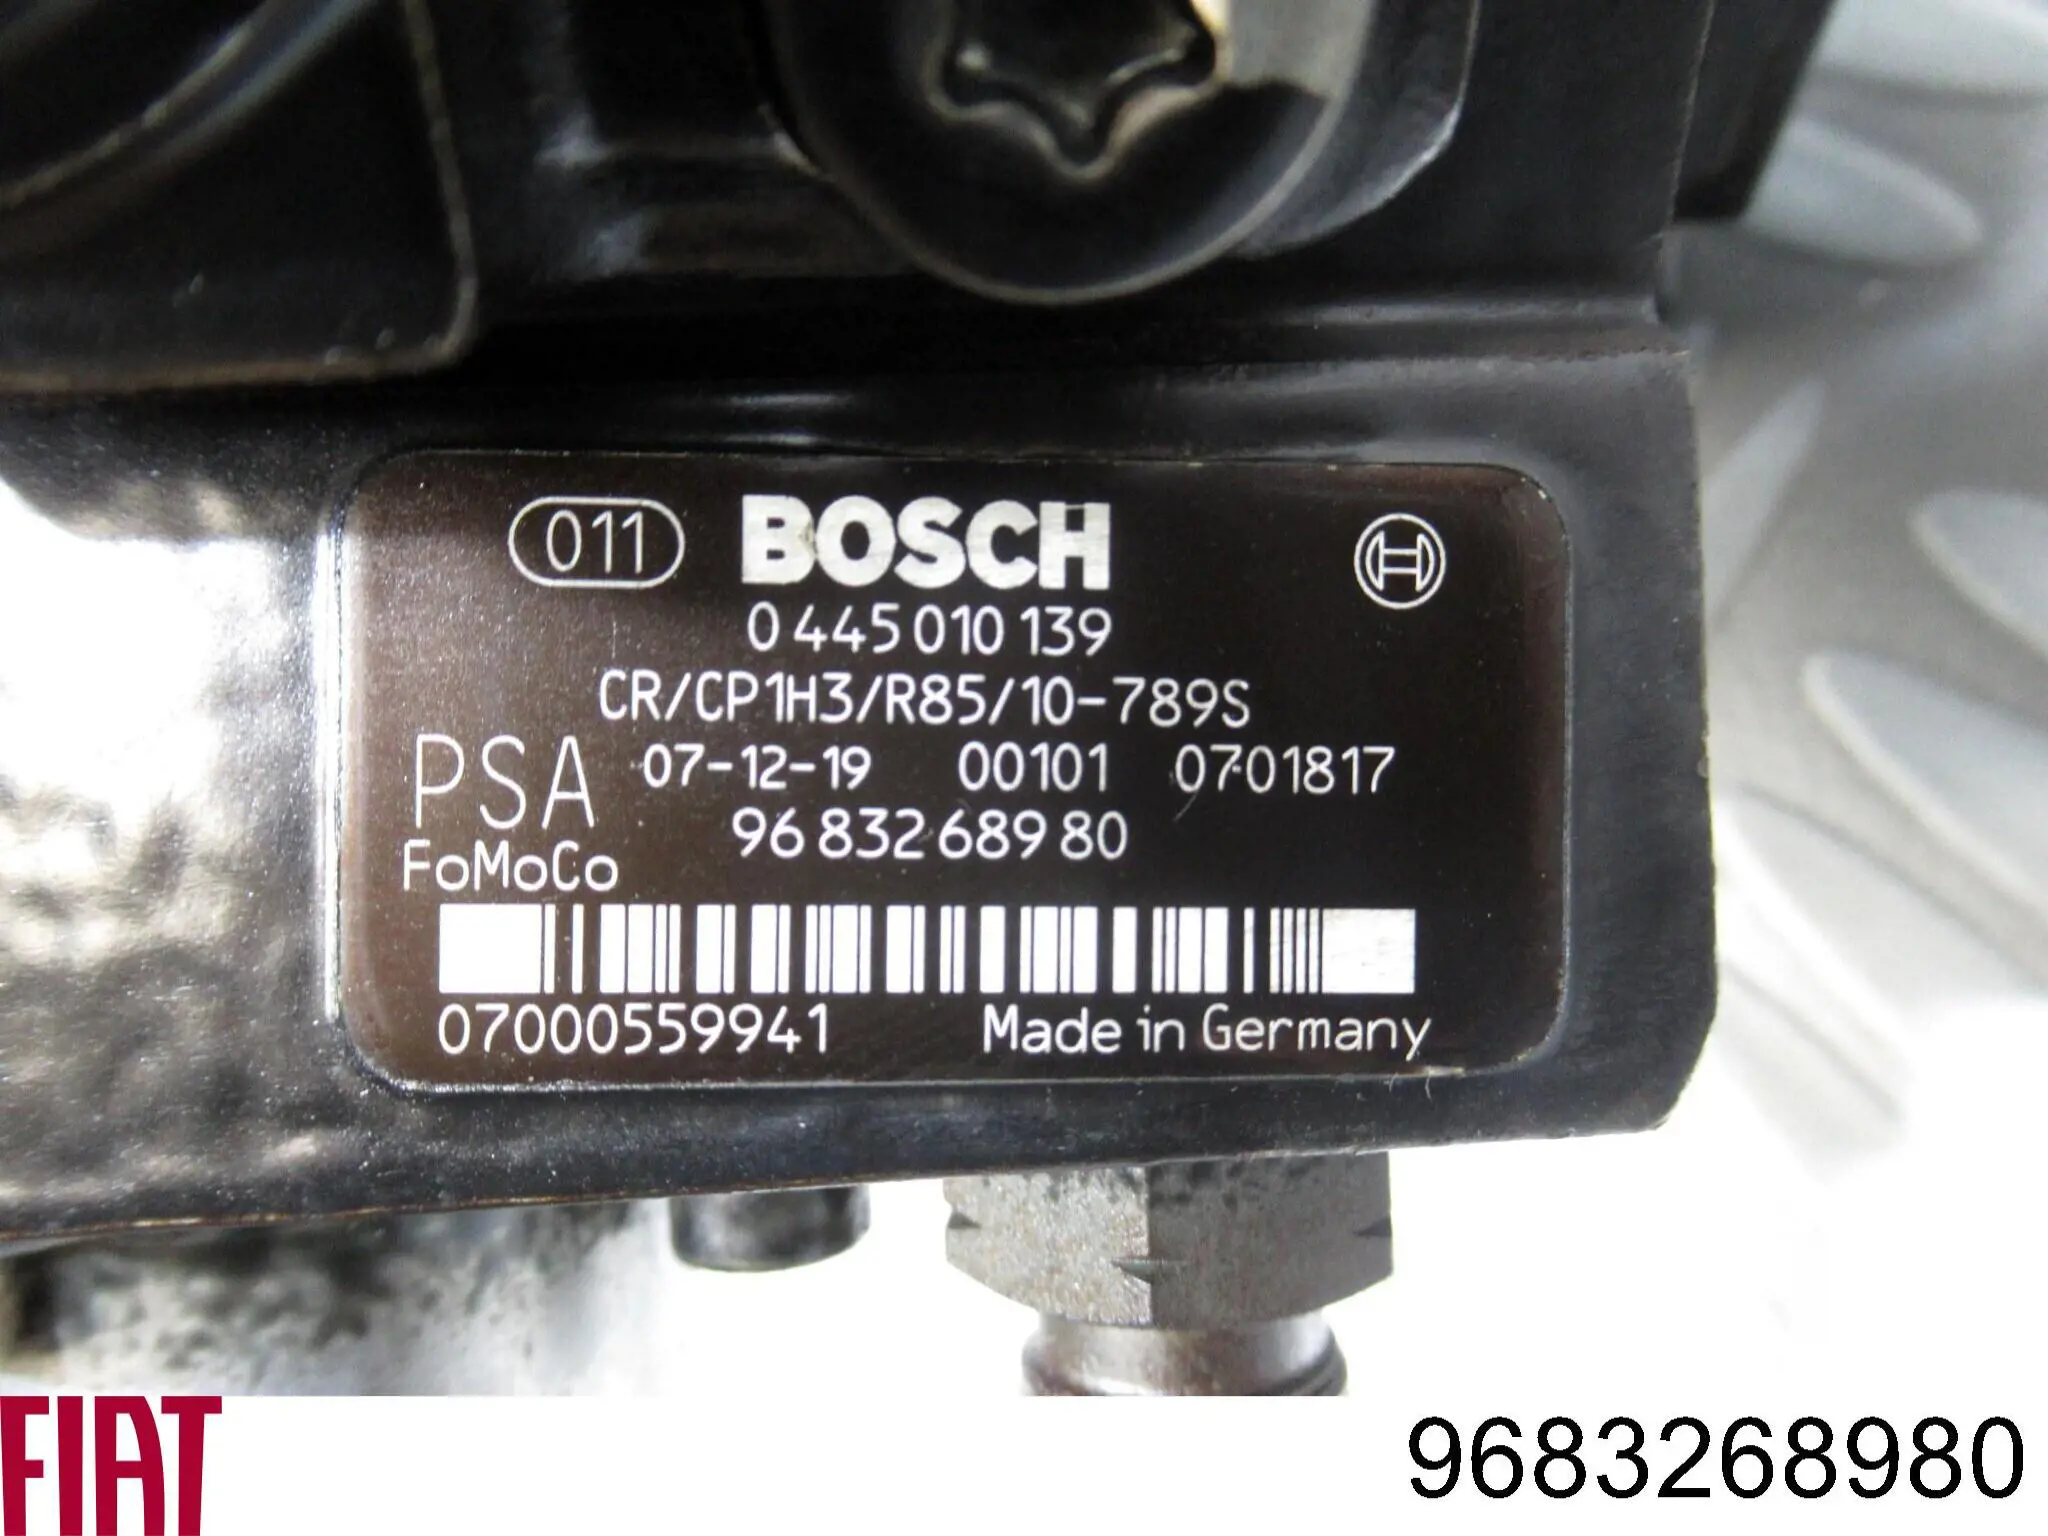 011 BOSCH
0 445 010 139
CR/CP1H3/R85/10-789S
PSA 07-12-19 00101 0701817
FoMoCo 96 832 689 80
07000559941 Made in Germany
FIAT 9683268980